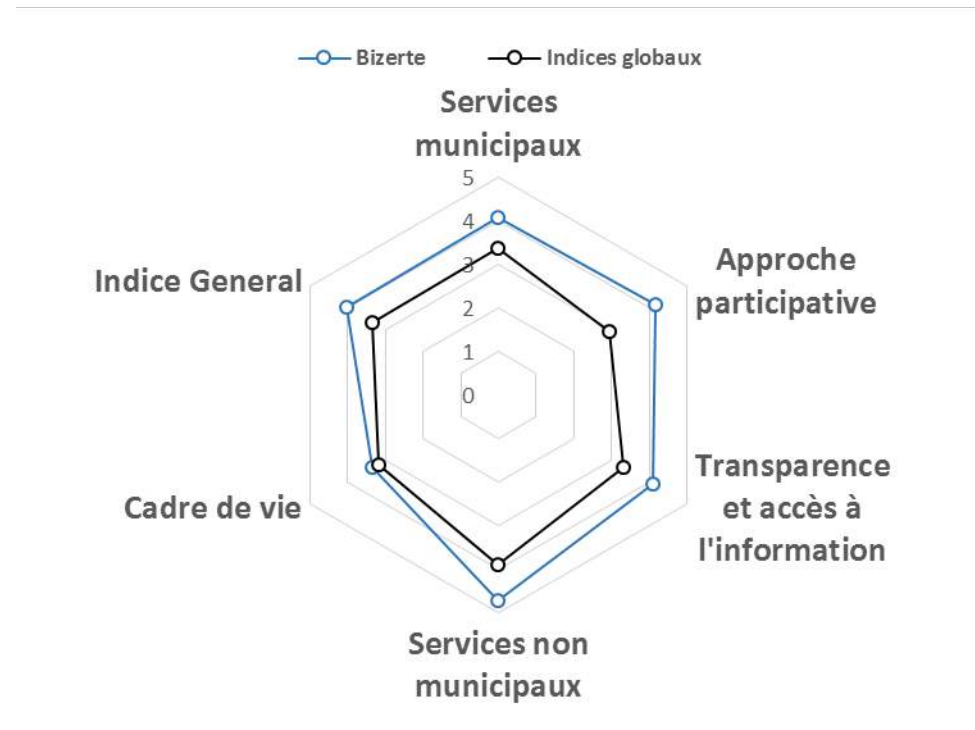 Bizerte
Indices globaux
Services
municipaux
5
4
3
2
1
0
Indice General
Approche
participative
Cadre de vie
Transparence
et accès à
l'information
Services non
municipaux